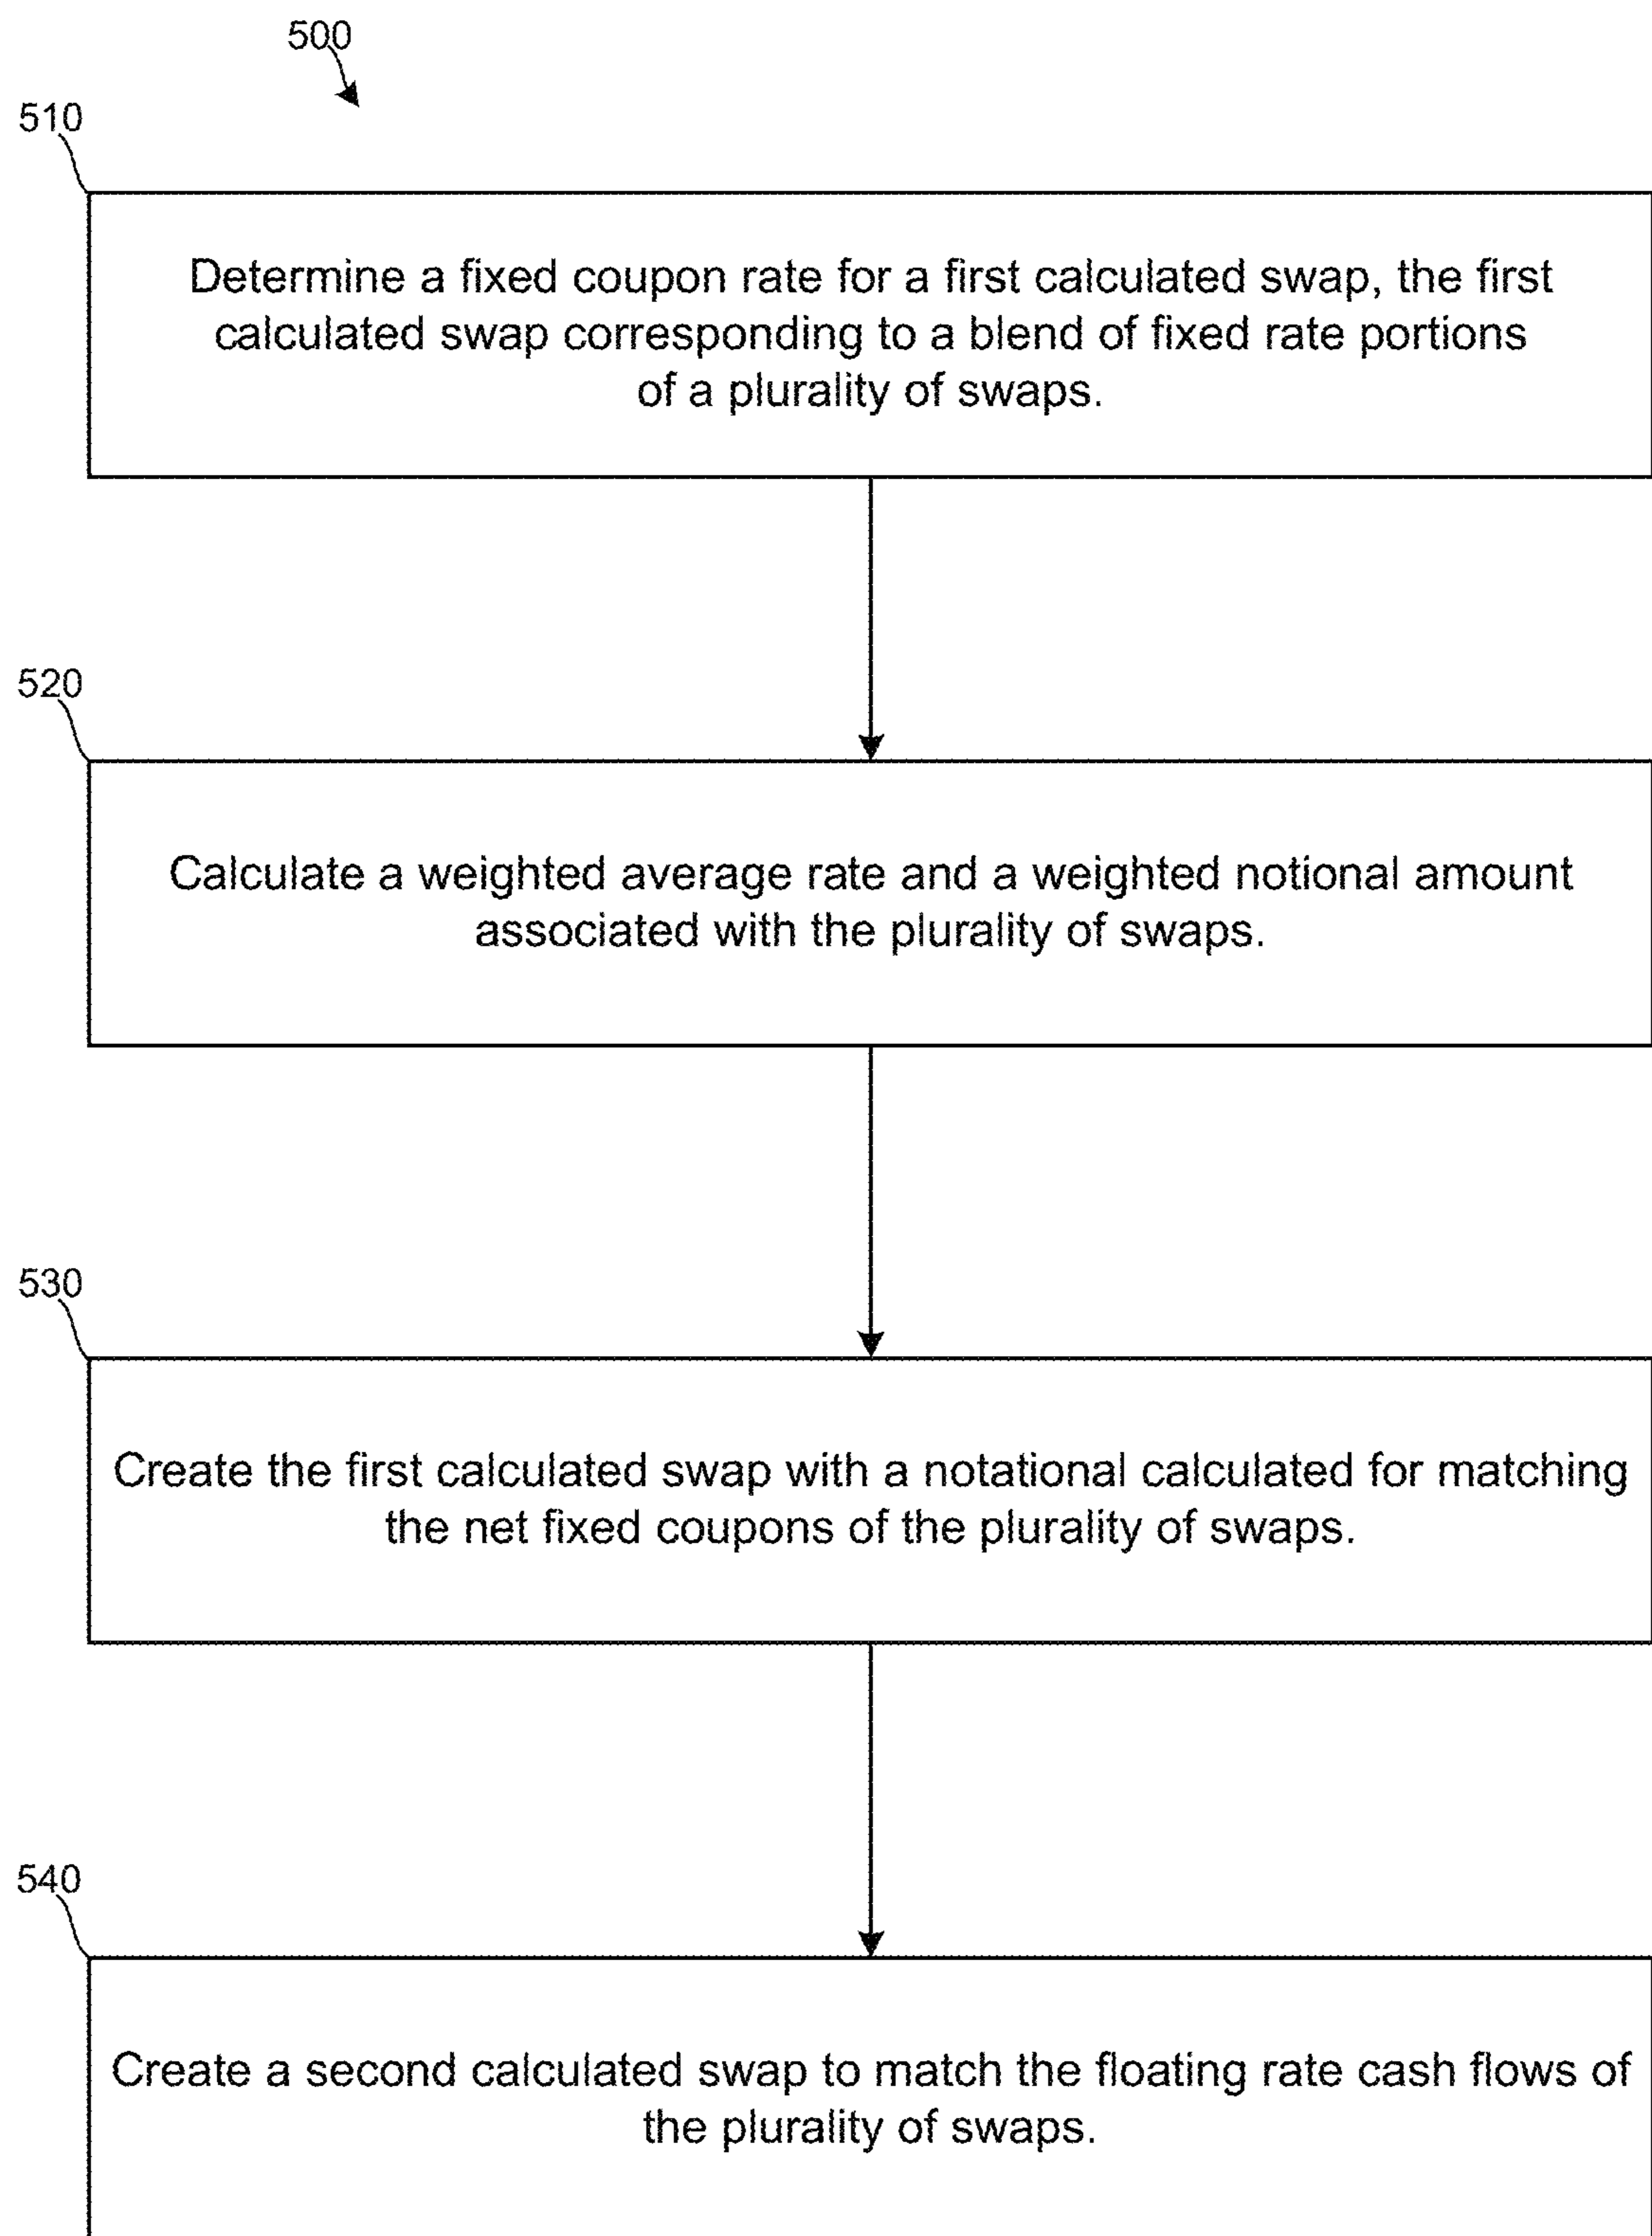 500
510
Determine a fixed coupon rate for a first calculated swap, the first
calculated swap corresponding to a blend of fixed rate portions
of a plurality of swaps.
520
Calculate a weighted average rate and a weighted notional amount
associated with the plurality of swaps.
530
Create the first calculated swap with a notational calculated for matching
the net fixed coupons of the plurality of swaps.
540
Create a second calculated swap to match the floating rate cash flows of
the plurality of swaps.